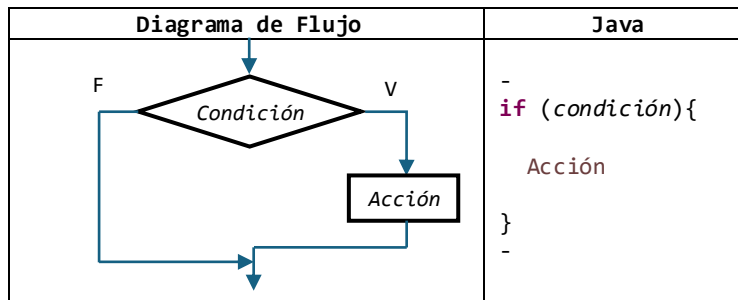 Diagrama de Flujo
Java
F
V
Condición
Acción
-
if (condición){
Acción
}
-